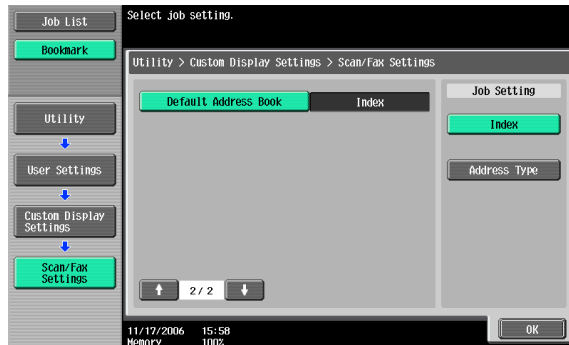 Job List
Bookmark
Utility
User Settings
Custom Display
Settings
Scan/Fax
Settings
Select job setting.
Utility > Custom Display Settings > Scan/Fax Settings
Default Address Book
Index
2/ 2
Job Setting
Index
Address Type
11/17/2006 15:58
Memory 100%
OK